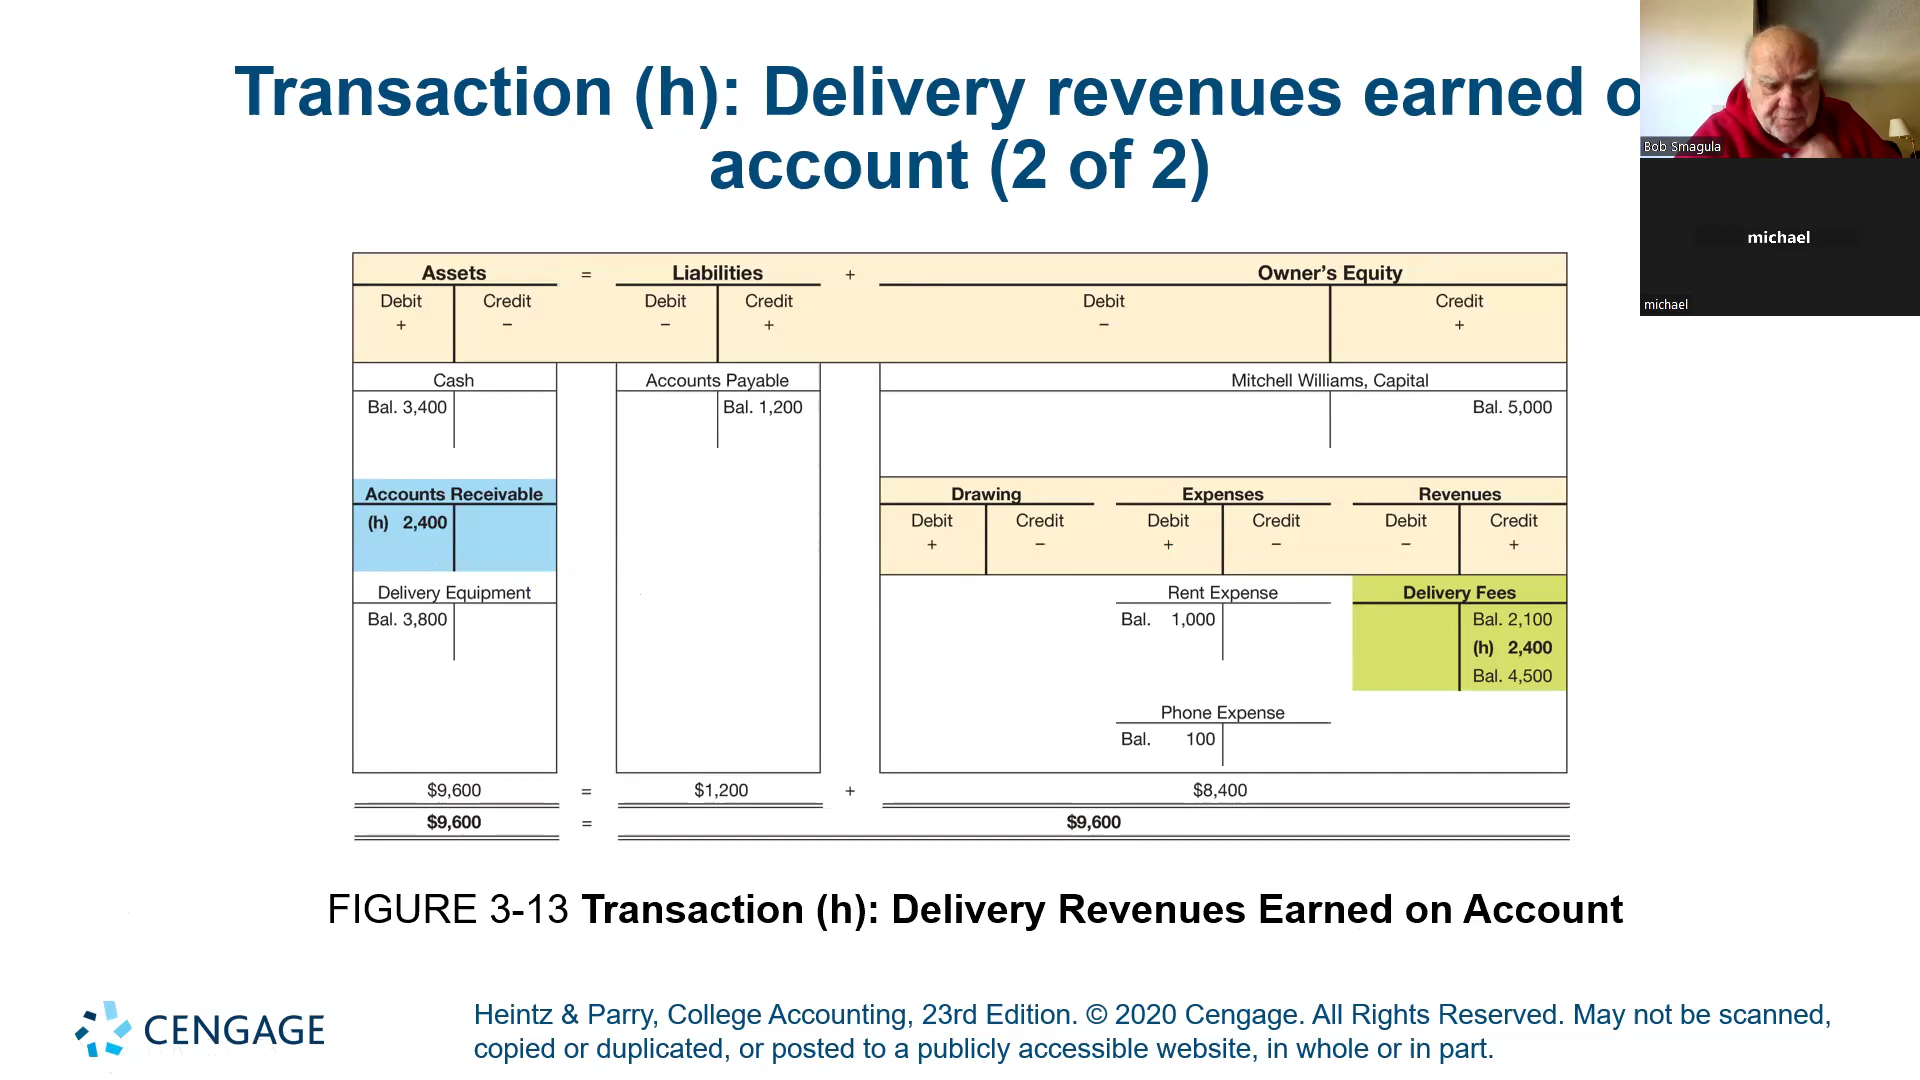 Transaction (h): Delivery revenues earned
account (2 of 2)
Bob Smagula
michael
michael
Assets = Liabilities + Owner's Equity
Debit Credit Debit Credit Debit Credit
+ − − + − +
Cash Accounts Payable Mitchell Williams, Capital
Bal. 3,400 Bal. 1,200 Bal. 5,000
Accounts Receivable Drawing Expenses Revenues
(h) 2,400 Debit Credit Debit Credit Debit Credit
+ − + − − +
Delivery Equipment Rent Expense Delivery Fees
Bal. 3,800 Bal. 1,000 Bal. 2,100
(h) 2,400
Bal. 4,500
Phone Expense
Bal. 100
$9,600 = $1,200 + $8,400
$9,600 = $9,600
FIGURE 3-13 Transaction (h): Delivery Revenues Earned on Account
CENGAGE
Heintz & Parry, College Accounting, 23rd Edition. © 2020 Cengage. All Rights Reserved. May not be scanned,
copied or duplicated, or posted to a publicly accessible website, in whole or in part.